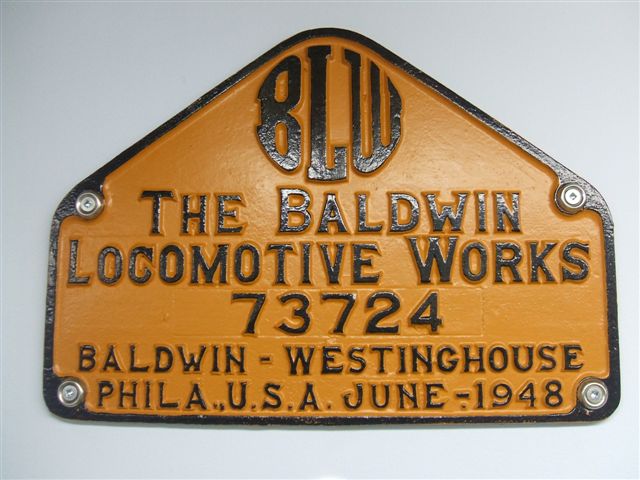 BLW
THE BALDWIN
LOCOMOTIVE WORKS
73724
BALDWIN - WESTINGHOUSE
PHILA., U.S.A. JUNE - 1948